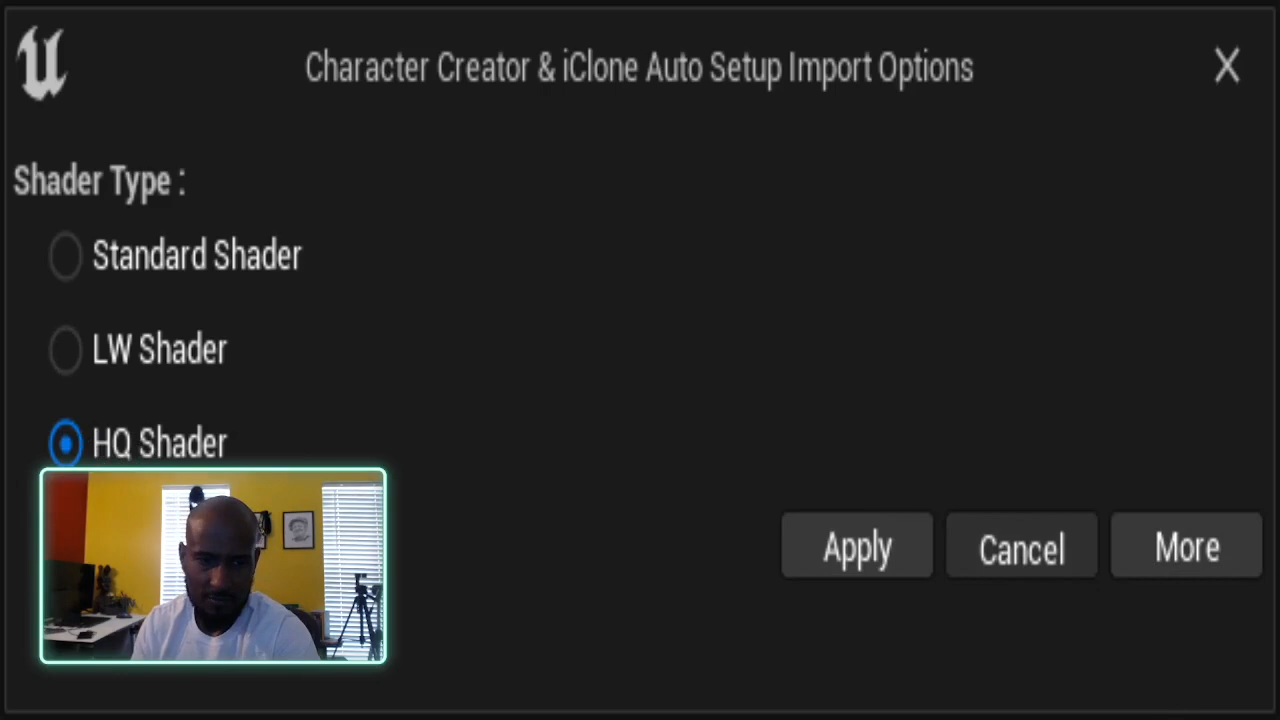 Character Creator & iClone Auto Setup Import Options
Shader Type :
Standard Shader
LW Shader
HQ Shader
Apply
Cancel
More